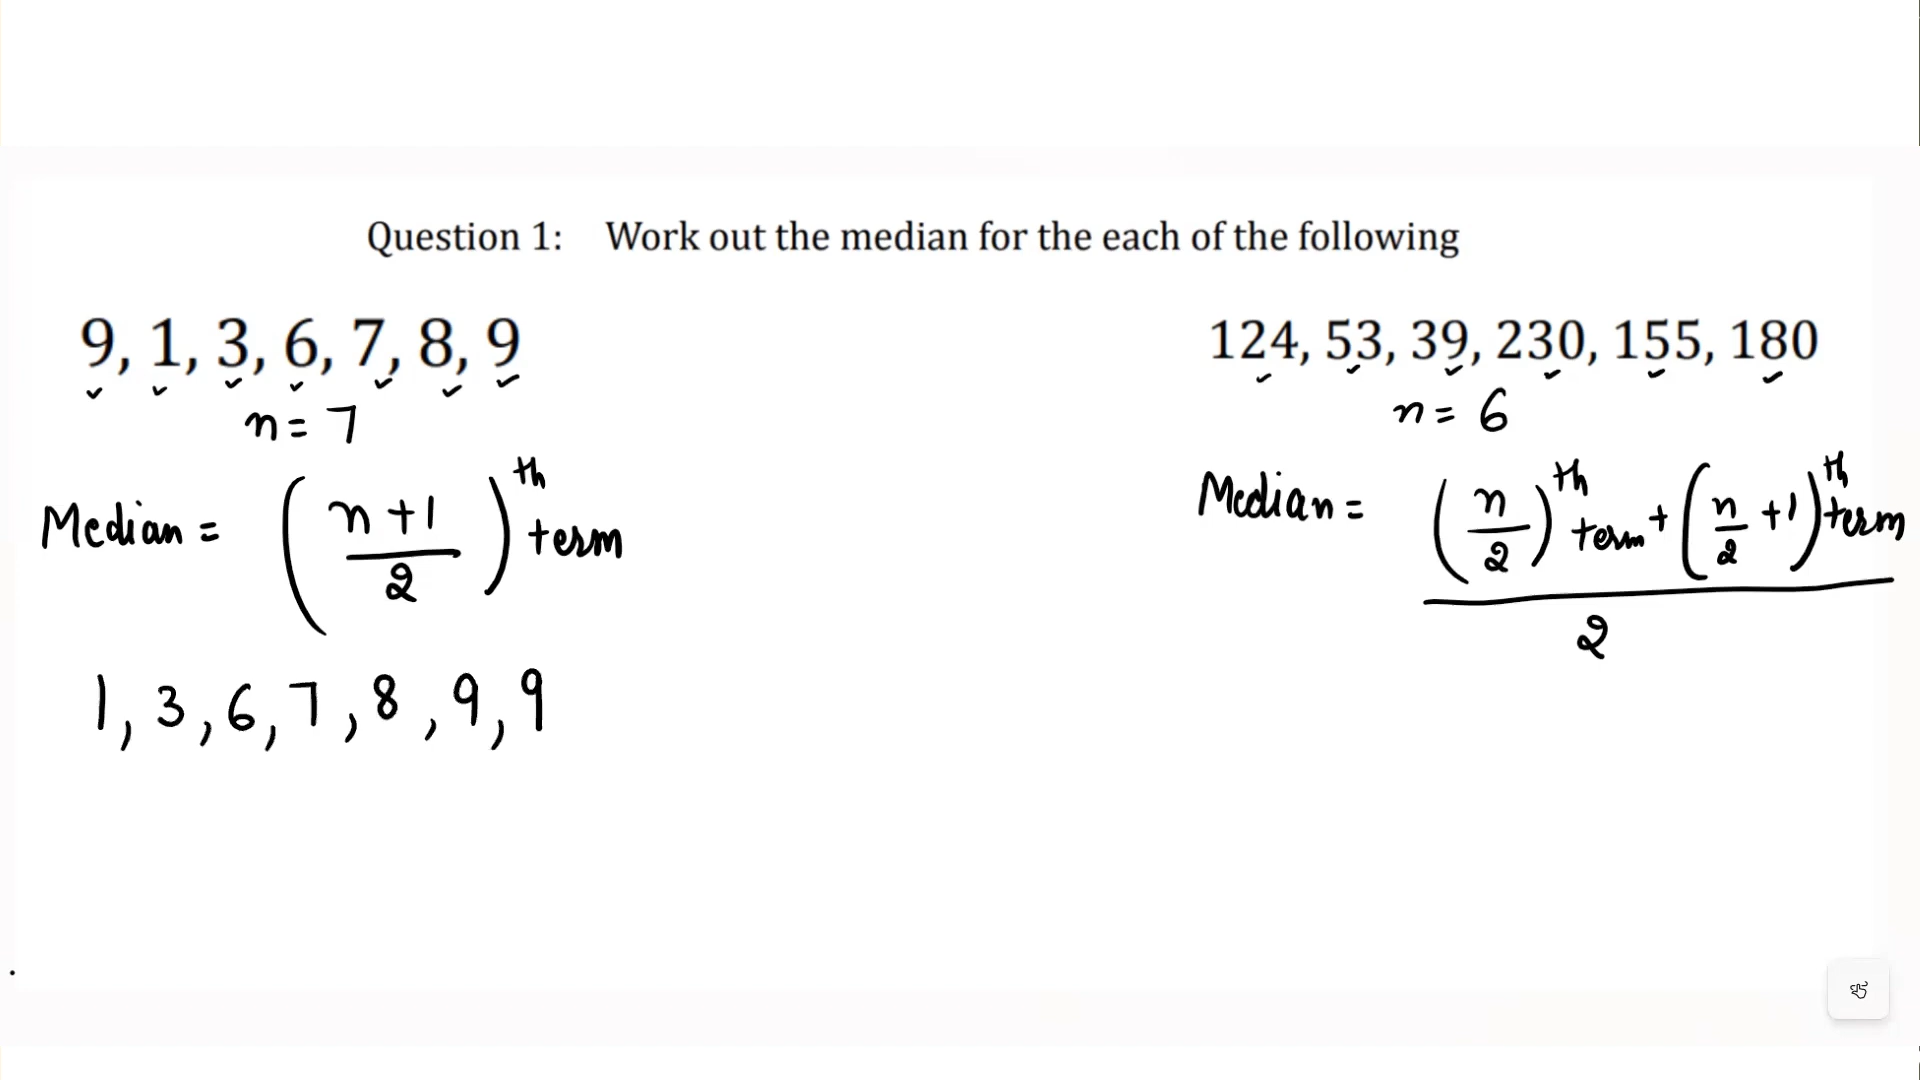 Question 1: Work out the median for the each of the following
9, 1, 3, 6, 7, 8, 9
n = 7
Median = (n+1/2)th term
1, 3, 6, 7, 8, 9, 9
124, 53, 39, 230, 155, 180
n = 6
Median = (n/2)th term + (n/2 +1)th term
2